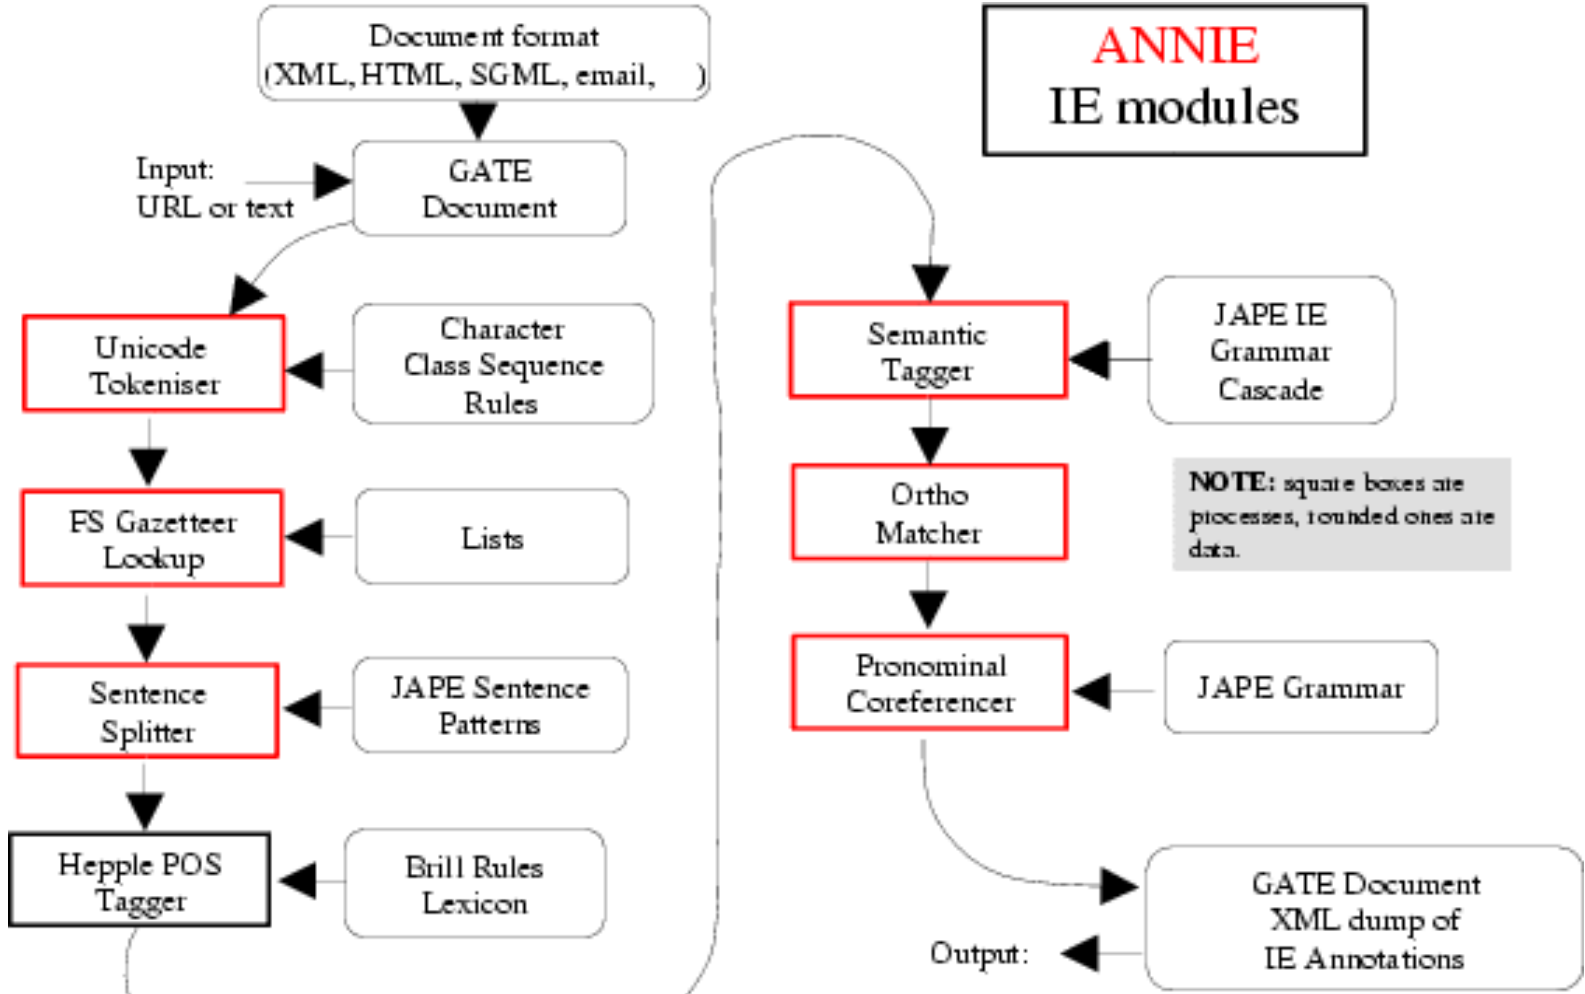 Document format
(XML, HTML, SGML, email, )
ANNIE
IE modules
Input:
URL or text
GATE
Document
Unicode
Tokeniser
Character
Class Sequence
Rules
FS Gazetteer
Lookup
Lists
Sentence
Splitter
JAPE Sentence
Patterns
Hepple POS
Tagger
Brill Rules
Lexicon
Semantic
Tagger
JAPE IE
Grammar
Cascade
Ortho
Matcher
NOTE: square boxes are
processes, rounded ones are
data.
Pronominal
Coreferencer
JAPE Grammar
GATE Document
XML dump of
IE Annotations
Output: